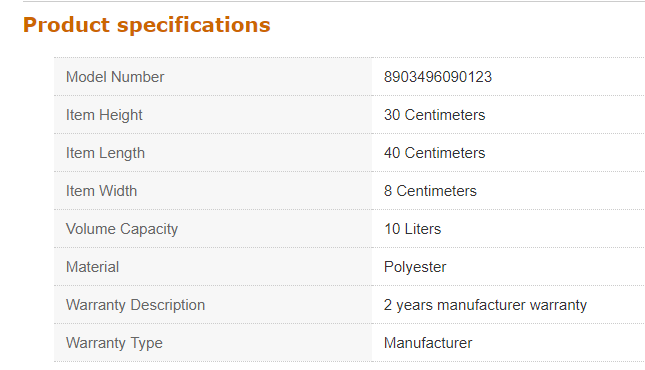 Product specifications
Model Number 8903496090123
Item Height 30 Centimeters
Item Length 40 Centimeters
Item Width 8 Centimeters
Volume Capacity 10 Liters
Material Polyester
Warranty Description 2 years manufacturer warranty
Warranty Type Manufacturer